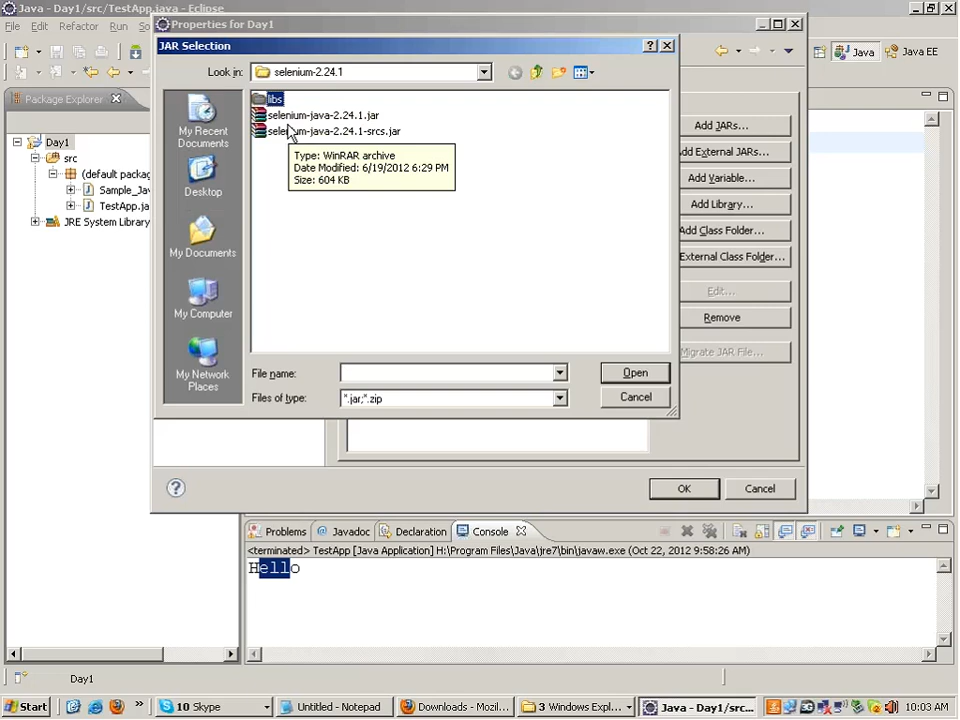 Java - Day1/src/TestApp.java - Eclipse
File Edit Refactor Run
Properties for Day1
JAR Selection
Look in: selenium-2.24.1
Java Java EE
Package Explorer
libs
selenium-java-2.24.1.jar
selenium-java-2.24.1-srcs.jar
Type: WinRAR archive
Date Modified: 6/19/2012 6:29 PM
Size: 604 KB
My Recent
Documents
Desktop
My Documents
My Computer
My Network
Places
Day1
src
(default packag
Sample_Jav
TestApp.ja
JRE System Library
Add JARs...
Add External JARs...
Add Variable...
Add Library...
Add Class Folder...
External Class Folder...
Edit...
Remove
Migrate JAR File...
File name:
Open
Files of type: *.jar;*.zip
Cancel
OK Cancel
Problems Javadoc Declaration Console
<terminated> TestApp [Java Application] H:\Program Files\Java\jre7\bin\javaw.exe (Oct 22, 2012 9:58:26 AM)
Hello
Day1
Start 10 Skype Untitled - Notepad Downloads - Mozil... 3 Windows Expl... Java - Day1/src... 10:03 AM